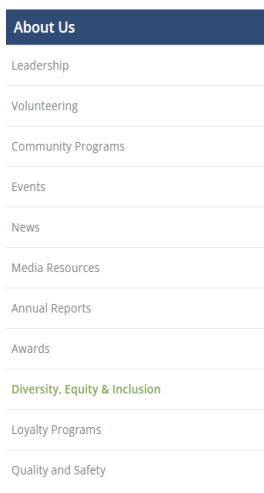 About Us
Leadership
Volunteering
Community Programs
Events
News
Media Resources
Annual Reports
Awards
Diversity, Equity & Inclusion
Loyalty Programs
Quality and Safety